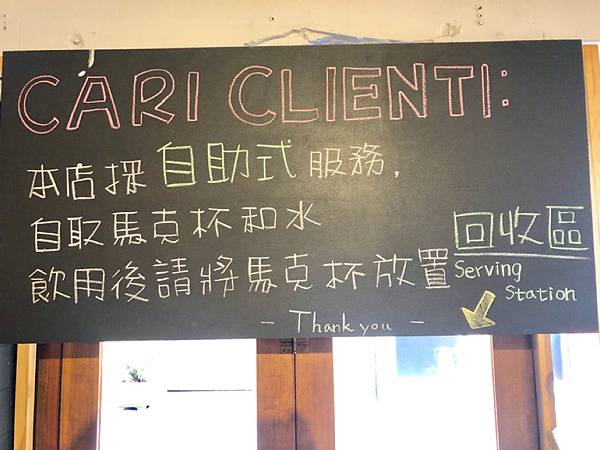 CARI CLIENTI:
本店採自助式服務,
自取馬克杯和水
飲用後請將馬克杯放置
回收區
Serving
Station
- Thank you -